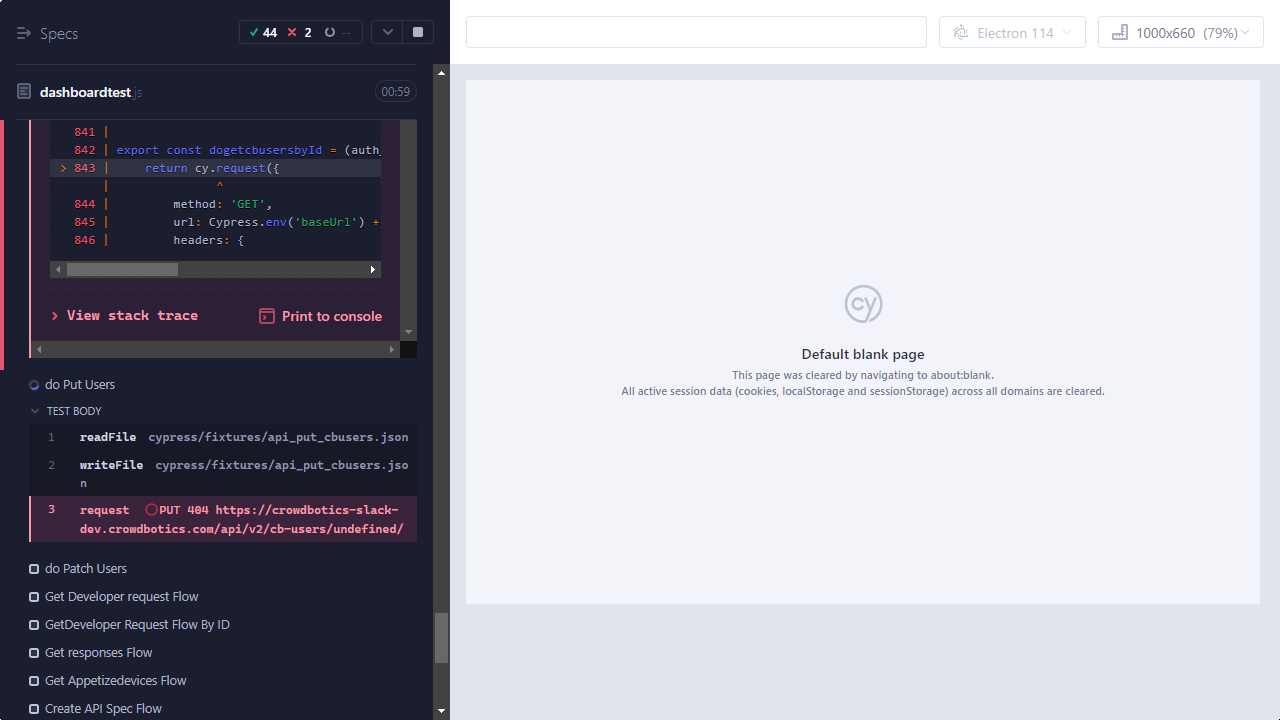 Specs
44 2 --
Electron 114
1000x660 (79%)
dashboardtest.js
00:59
841 |
842 | export const dogetcbusersbyId = (auth_
> 843 | return cy.request({
| ^
844 | method: 'GET',
845 | url: Cypress.env('baseUrl') +
846 | headers: {
View stack trace
Print to console
do Put Users
TEST BODY
1 readFile cypress/fixtures/api_put_cbusers.json
2 writeFile cypress/fixtures/api_put_cbusers.jso
n
3 request PUT 404 https://crowdbotics-slack-
dev.crowdbotics.com/api/v2/cb-users/undefined/
do Patch Users
Get Developer request Flow
GetDeveloper Request Flow By ID
Get responses Flow
Get Appetizedevices Flow
Create API Spec Flow
cy
Default blank page
This page was cleared by navigating to about:blank.
All active session data (cookies, localStorage and sessionStorage) across all domains are cleared.